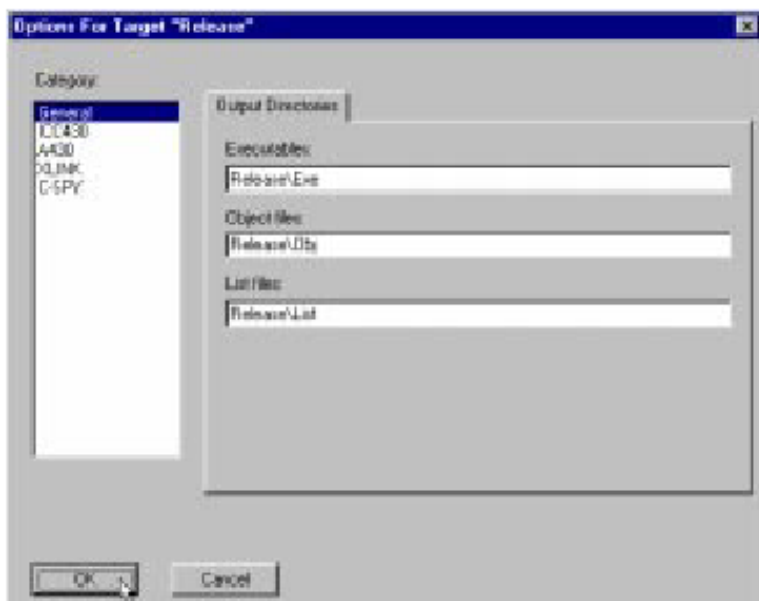 Options For Target "Release"
Category:
General
ICC430
A430
XLINK
C-SPY
Output Directories
Executables:
Release\Exe
Object files:
Release\Obj
List files:
Release\List
OK
Cancel